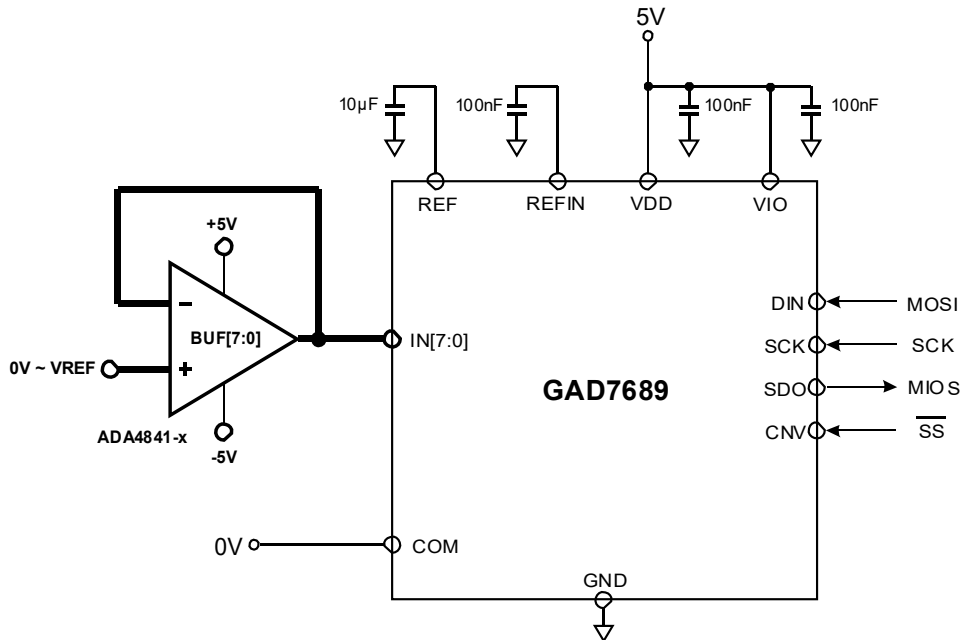 5V
10µF
100nF
100nF
100nF
REF
REFIN
VDD
VIO
+5V
−
BUF[7:0]
+
0V ~ VREF
ADA4841-x
-5V
IN[7:0]
GAD7689
DIN
MOSI
SCK
SCK
SDO
MIOS
CNV
SS
0V
COM
GND